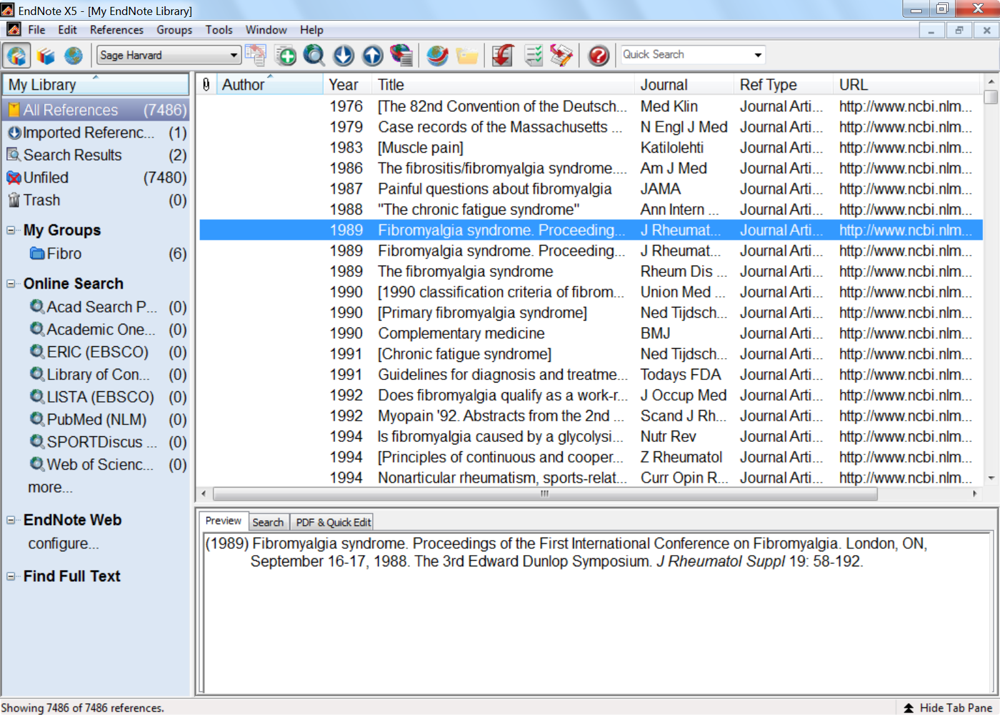 EndNote X5 - [My EndNote Library]
File Edit References Groups Tools Window Help
Sage Harvard Quick Search
My Library
All References (7486)
Imported Referenc... (1)
Search Results (2)
Unfiled (7480)
Trash (0)
My Groups
Fibro (6)
Online Search
Acad Search P... (0)
Academic One... (0)
ERIC (EBSCO) (0)
Library of Con... (0)
LISTA (EBSCO) (0)
PubMed (NLM) (0)
SPORTDiscus ... (0)
Web of Scienc... (0)
more...
EndNote Web
configure...
Find Full Text
Author Year Title Journal Ref Type URL
1976 [The 82nd Convention of the Deutsch... Med Klin Journal Arti... http://www.ncbi.nlm...
1979 Case records of the Massachusetts ... N Engl J Med Journal Arti... http://www.ncbi.nlm...
1983 [Muscle pain] Katilolehti Journal Arti... http://www.ncbi.nlm...
1986 The fibrositis/fibromyalgia syndrome.... Am J Med Journal Arti... http://www.ncbi.nlm...
1987 Painful questions about fibromyalgia JAMA Journal Arti... http://www.ncbi.nlm...
1988 "The chronic fatigue syndrome" Ann Intern ... Journal Arti... http://www.ncbi.nlm...
1989 Fibromyalgia syndrome. Proceeding... J Rheumat... Journal Arti... http://www.ncbi.nlm...
1989 Fibromyalgia syndrome. Proceeding... J Rheumat... Journal Arti... http://www.ncbi.nlm...
1989 The fibromyalgia syndrome Rheum Dis ... Journal Arti... http://www.ncbi.nlm...
1990 [1990 classification criteria of fibrom... Union Med ... Journal Arti... http://www.ncbi.nlm...
1990 [Primary fibromyalgia syndrome] Ned Tijdsch... Journal Arti... http://www.ncbi.nlm...
1990 Complementary medicine BMJ Journal Arti... http://www.ncbi.nlm...
1991 [Chronic fatigue syndrome] Ned Tijdsch... Journal Arti... http://www.ncbi.nlm...
1991 Guidelines for diagnosis and treatme... Todays FDA Journal Arti... http://www.ncbi.nlm...
1992 Does fibromyalgia qualify as a work-r... J Occup Med Journal Arti... http://www.ncbi.nlm...
1992 Myopain '92. Abstracts from the 2nd ... Scand J Rh... Journal Arti... http://www.ncbi.nlm...
1994 Is fibromyalgia caused by a glycolysi... Nutr Rev Journal Arti... http://www.ncbi.nlm...
1994 [Principles of continuous and cooper... Z Rheumatol Journal Arti... http://www.ncbi.nlm...
1994 Nonarticular rheumatism, sports-relat... Curr Opin R... Journal Arti... http://www.ncbi.nlm...
Preview Search PDF & Quick Edit
(1989) Fibromyalgia syndrome. Proceedings of the First International Conference on Fibromyalgia. London, ON,
September 16-17, 1988. The 3rd Edward Dunlop Symposium. J Rheumatol Suppl 19: 58-192.
Showing 7486 of 7486 references. Hide Tab Pane